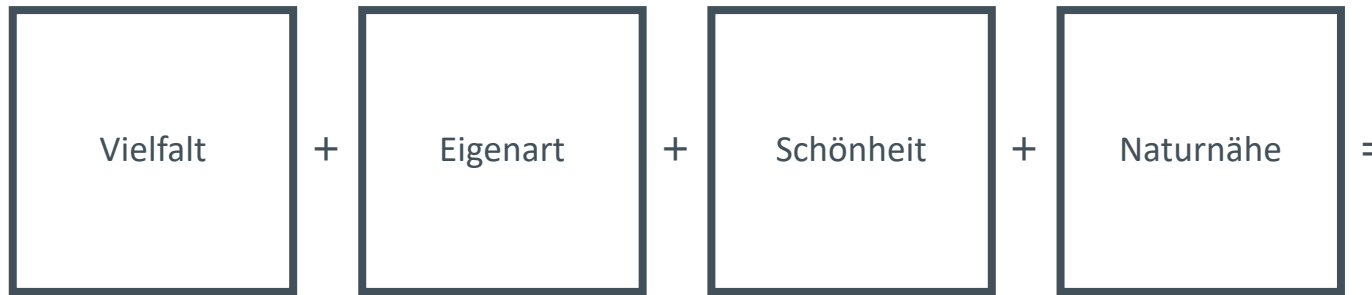 Vielfalt + Eigenart + Schönheit + Naturnähe =